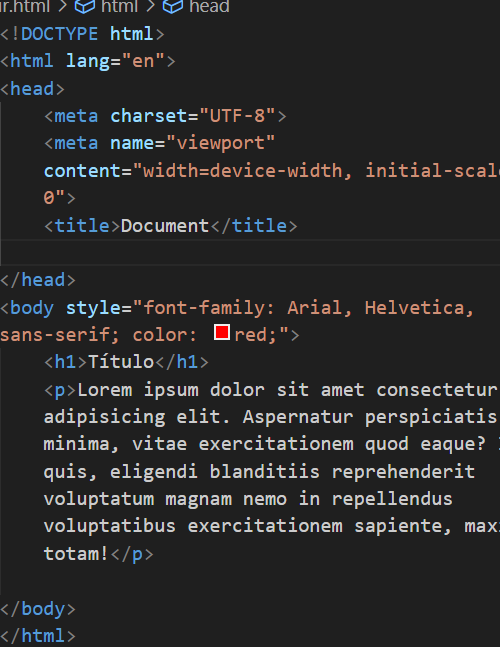 html > html > head
<!DOCTYPE html>
<html lang="en">
<head>
<meta charset="UTF-8">
<meta name="viewport"
content="width=device-width, initial-scale
0">
<title>Document</title>
</head>
<body style="font-family: Arial, Helvetica,
sans-serif; color: red;">
<h1>Título</h1>
<p>Lorem ipsum dolor sit amet consectetur
adipisicing elit. Aspernatur perspiciatis
minima, vitae exercitationem quod eaque?
quis, eligendi blanditiis reprehenderit
voluptatum magnam nemo in repellendus
voltatibus exercitationem sapiente,
totam!</p>
</body>
</html>